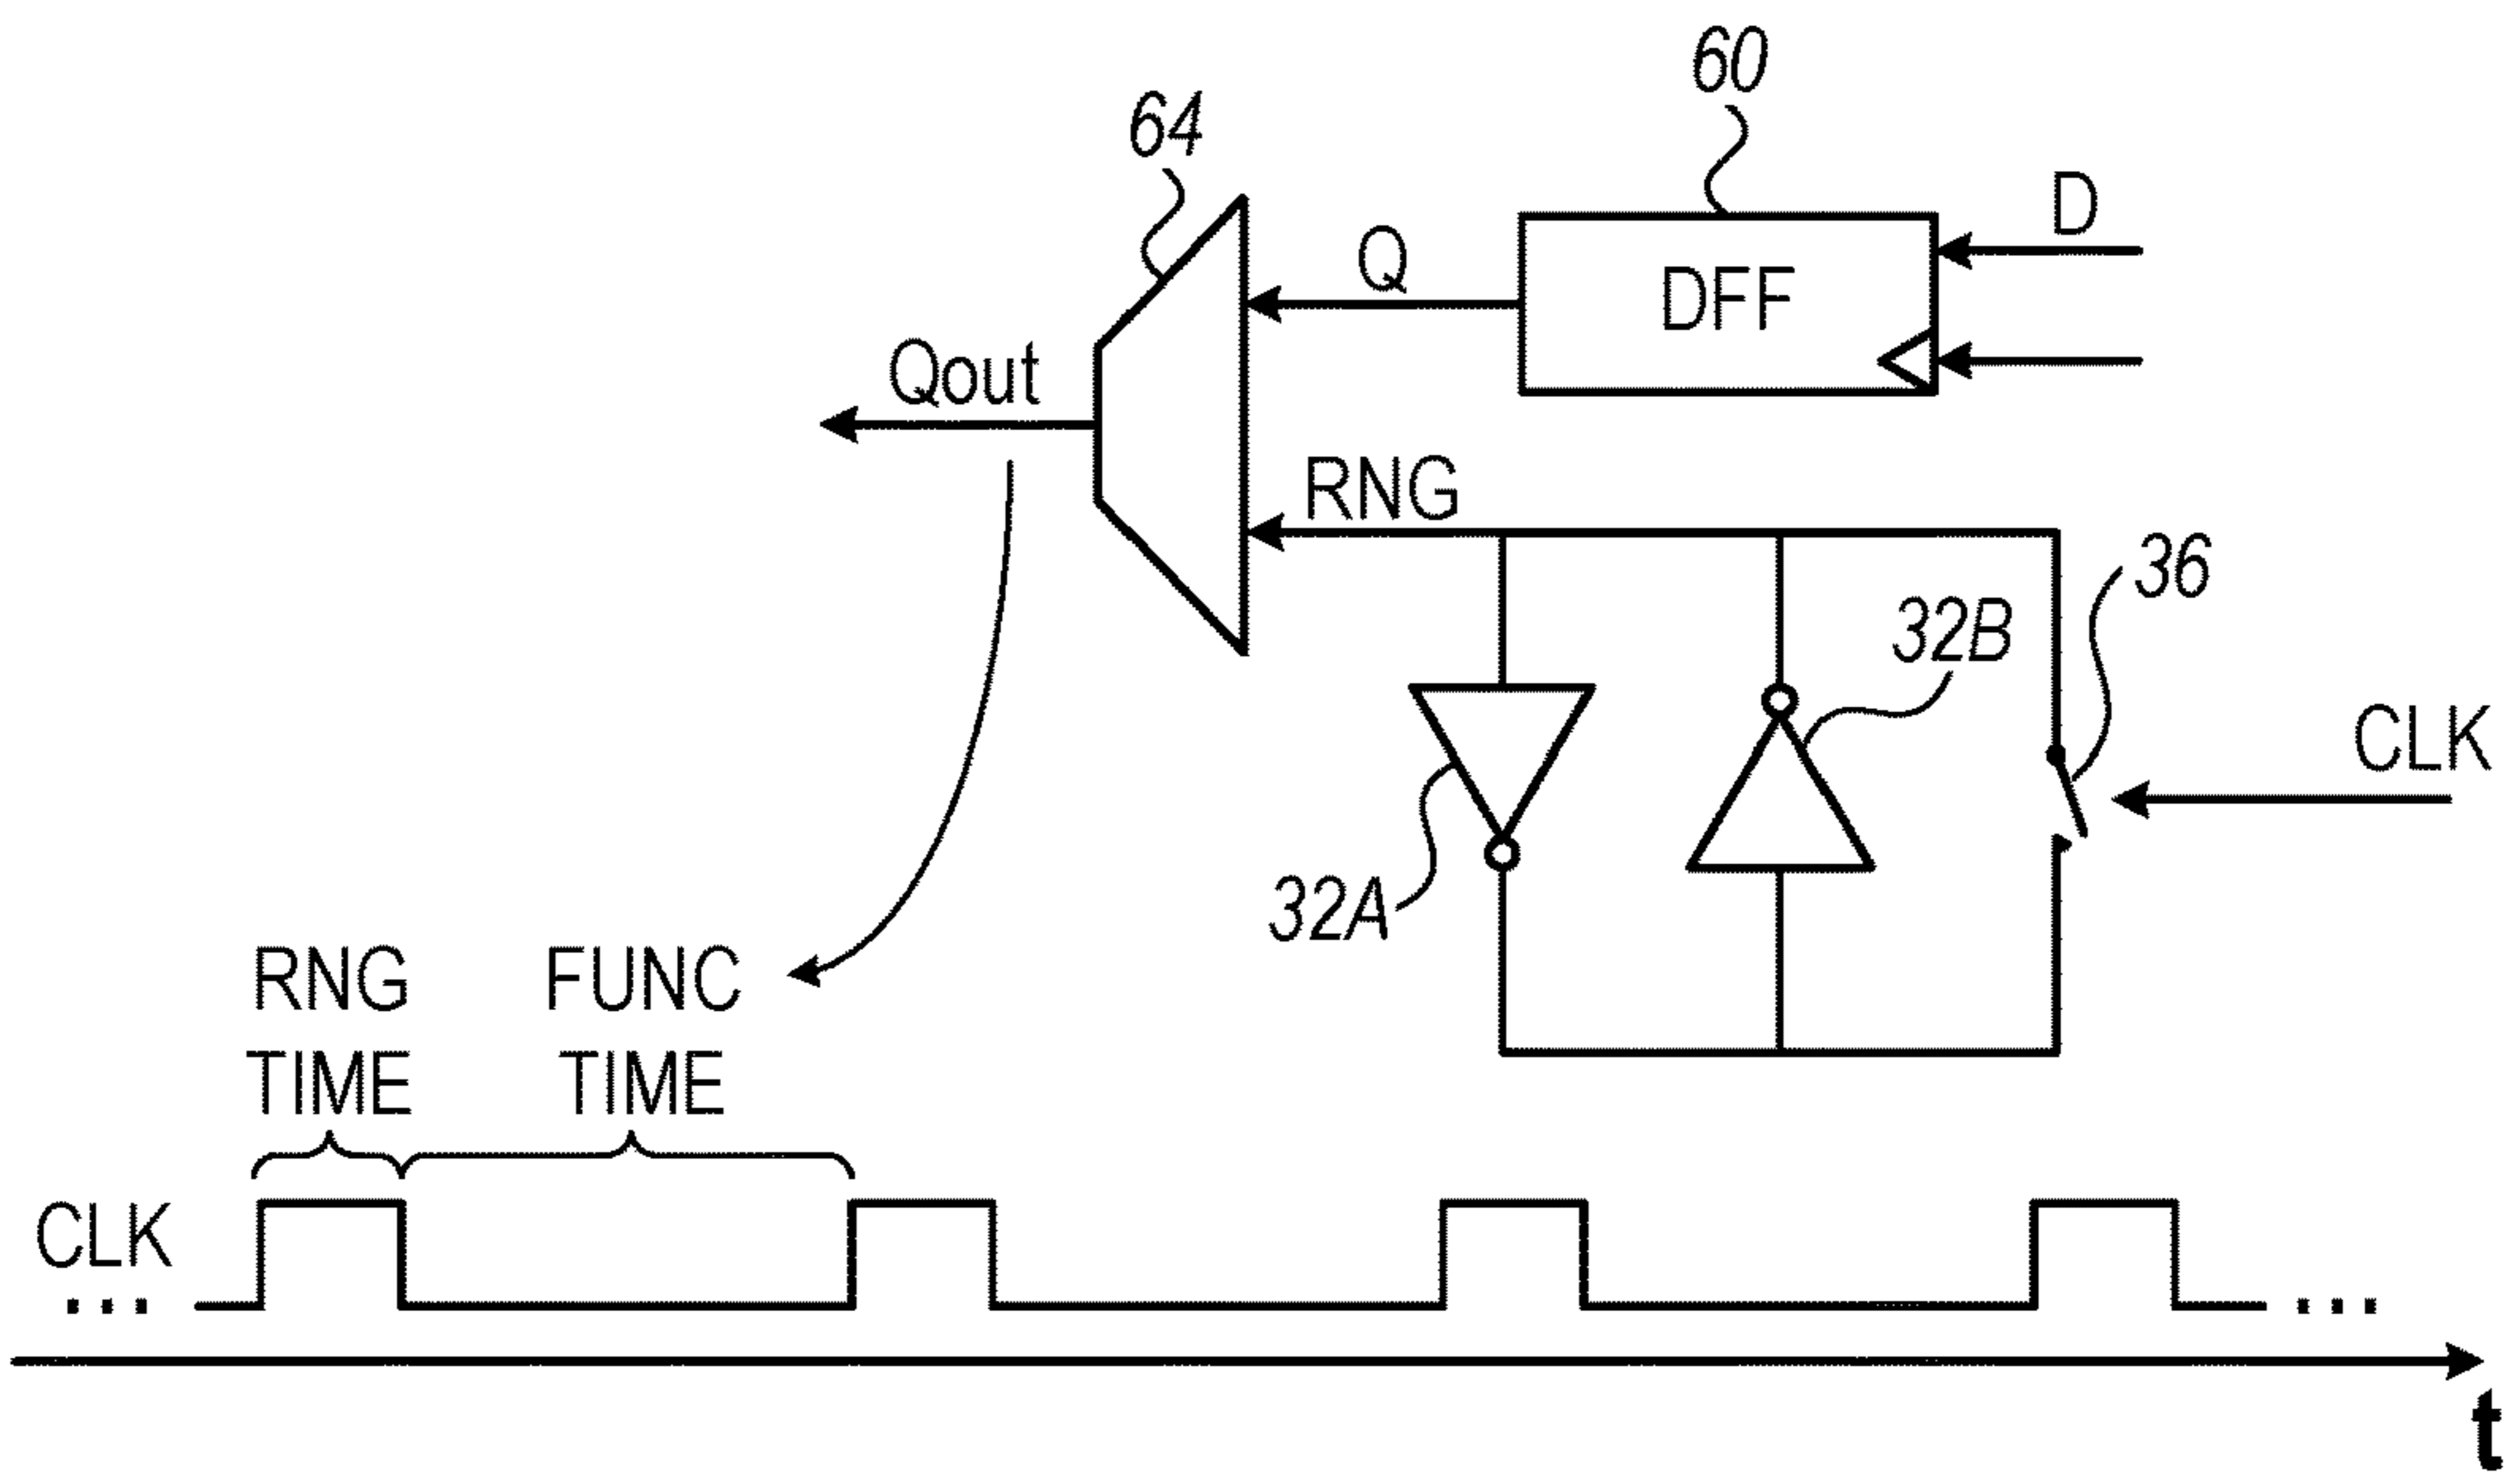 60
64
D
Q
DFF
Qout
RNG
36
32B
CLK
32A
RNG TIME
FUNC TIME
CLK
...
...
t